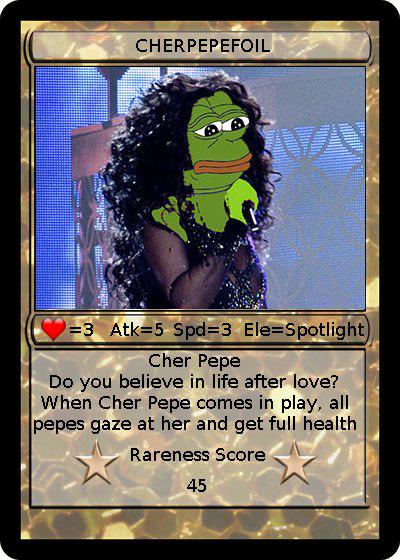 CHERPEPEFOIL
❤️=3 Atk=5 Spd=3 Ele=Spotlight
Cher Pepe
Do you believe in life after love?
When Cher Pepe comes in play, all
pepes gaze at her and get full health
Rareness Score
45